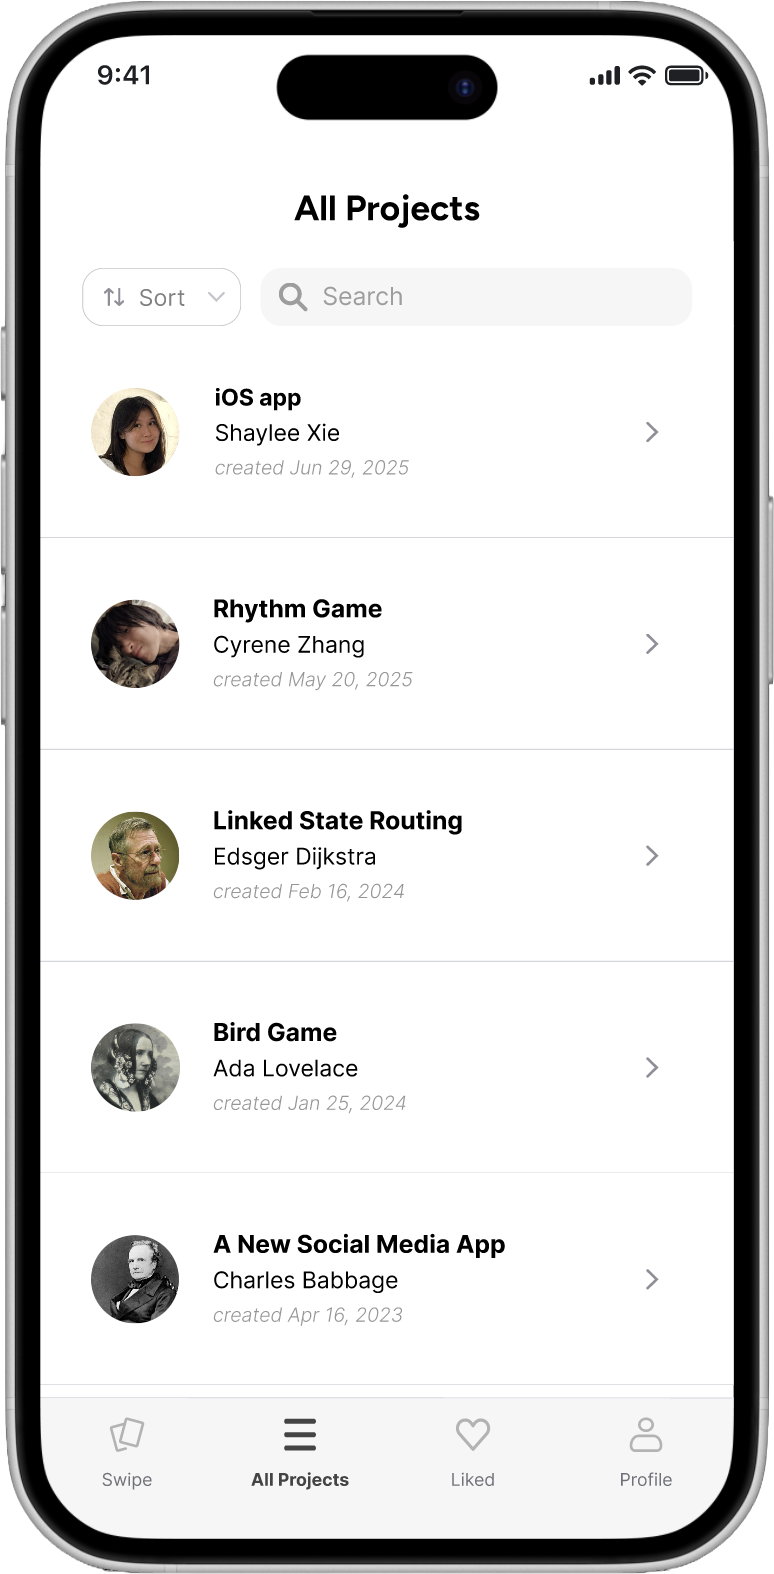 9:41
All Projects
Sort
Search
iOS app
Shaylee Xie
created Jun 29, 2025
Rhythm Game
Cyrene Zhang
created May 20, 2025
Linked State Routing
Edsger Dijkstra
created Feb 16, 2024
Bird Game
Ada Lovelace
created Jan 25, 2024
A New Social Media App
Charles Babbage
created Apr 16, 2023
Swipe
All Projects
Liked
Profile